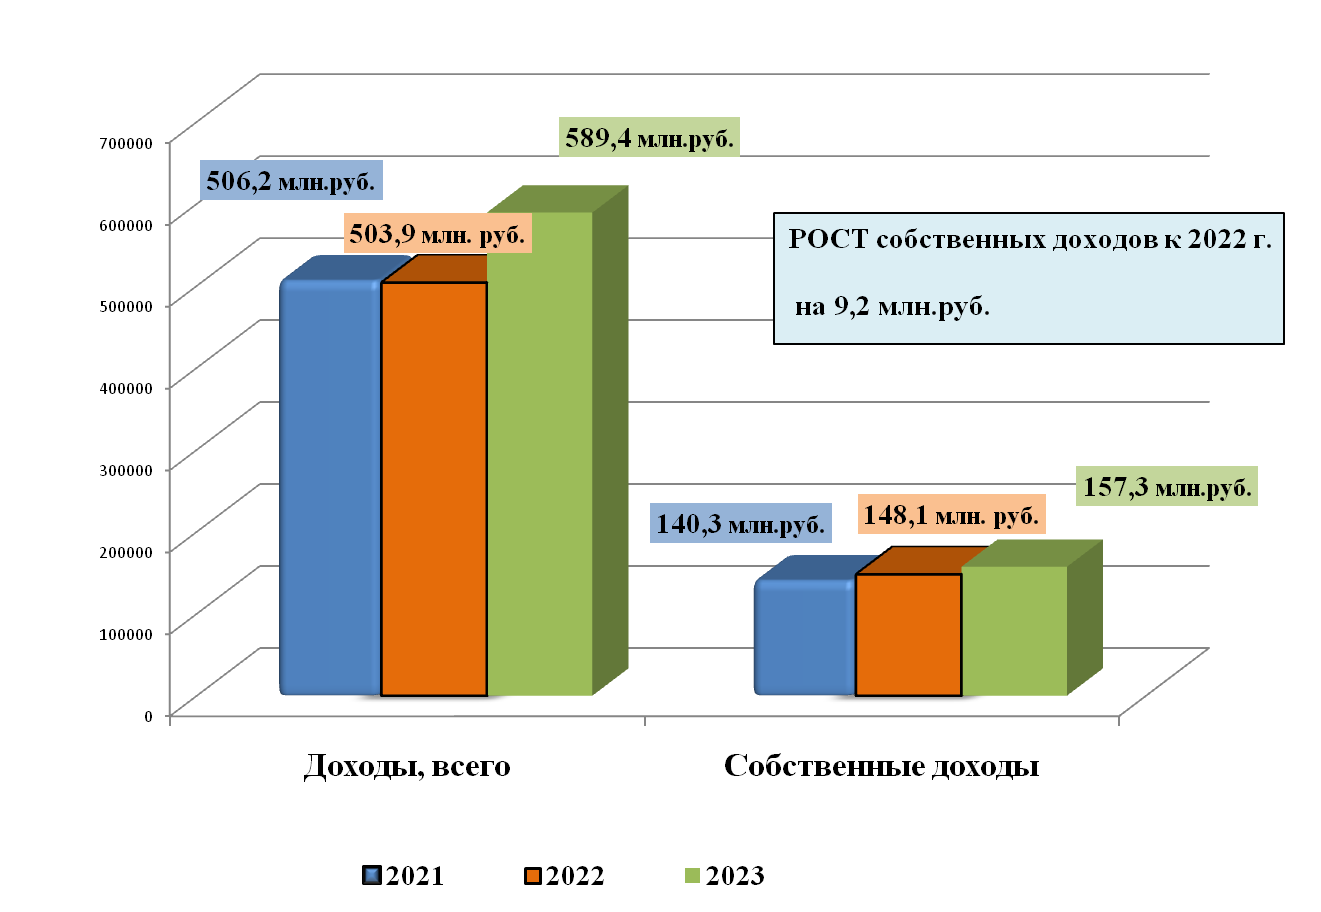 700000
600000
500000
400000
300000
200000
100000
0
506,2 млн.руб.
503,9 млн. руб.
589,4 млн.руб.
РОСТ собственных доходов к 2022 г.
на 9,2 млн.руб.
140,3 млн.руб.
148,1 млн. руб.
157,3 млн.руб.
Доходы, всего
Собственные доходы
2021
2022
2023